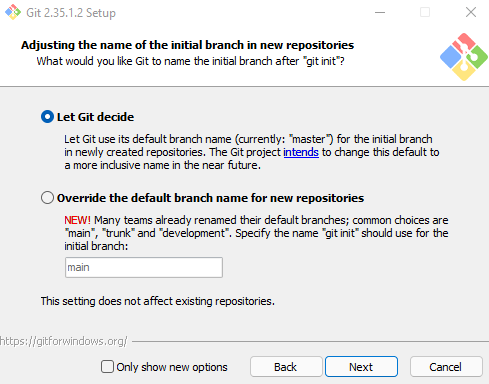 Git 2.35.1.2 Setup
Adjusting the name of the initial branch in new repositories
What would you like Git to name the initial branch after "git init"?
Let Git decide
Let Git use its default branch name (currently: "master") for the initial branch
in newly created repositories. The Git project intends to change this default to
a more inclusive name in the near future.
Override the default branch name for new repositories
NEW! Many teams already renamed their default branches; common choices are
"main", "trunk" and "development". Specify the name "git init" should use for the
initial branch:
main
This setting does not affect existing repositories.
https://gitforwindows.org/
Only show new options
Back
Next
Cancel